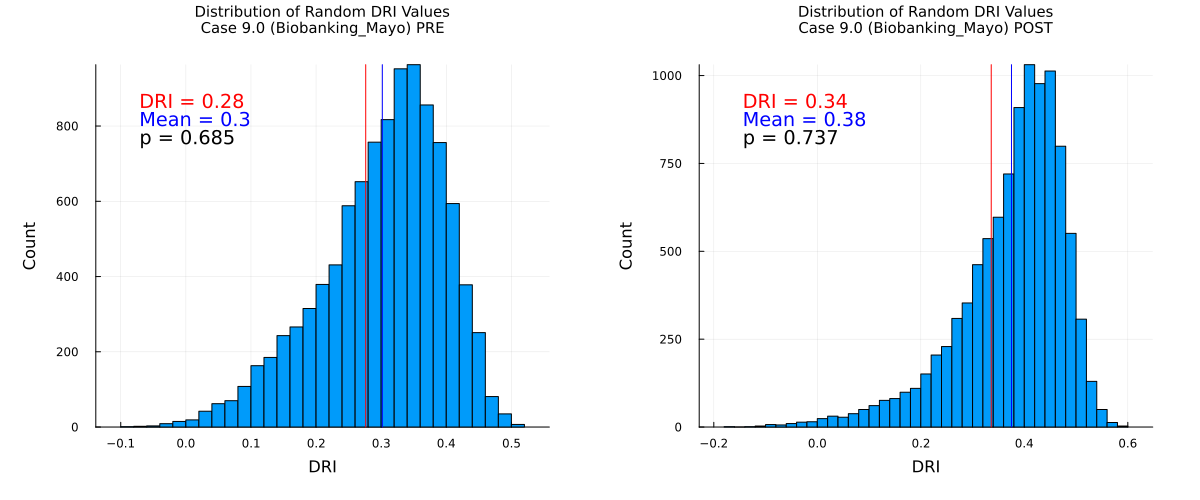 Distribution of Random DRI Values
Case 9.0 (Biobanking_Mayo) PRE
DRI = 0.28
Mean = 0.3
p = 0.685
Count
800
600
400
200
0
−0.1
0.0
0.1
0.2
0.3
0.4
0.5
DRI
Distribution of Random DRI Values
Case 9.0 (Biobanking_Mayo) POST
DRI = 0.34
Mean = 0.38
p = 0.737
Count
1000
750
500
250
0
−0.2
0.0
0.2
0.4
0.6
DRI